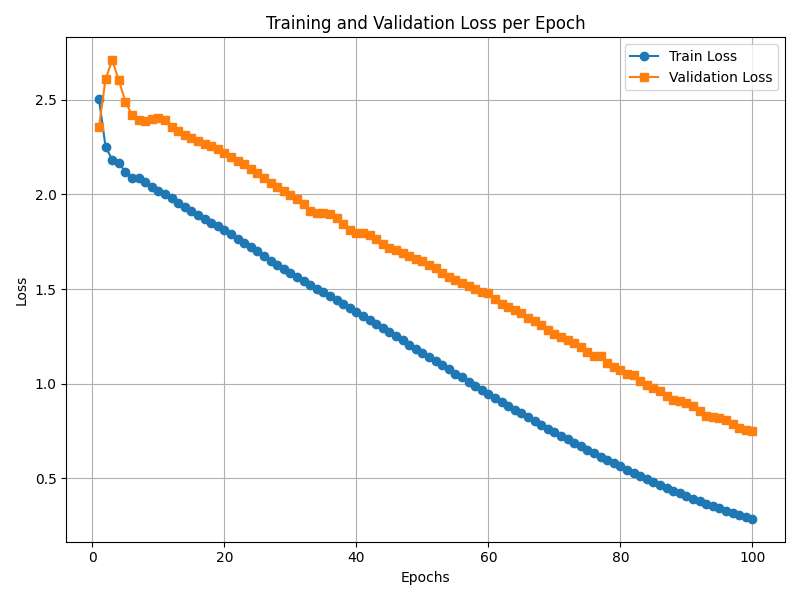 Training and Validation Loss per Epoch
Train Loss
Validation Loss
2.5
2.0
1.5
1.0
0.5
Loss
0 20 40 60 80 100
Epochs